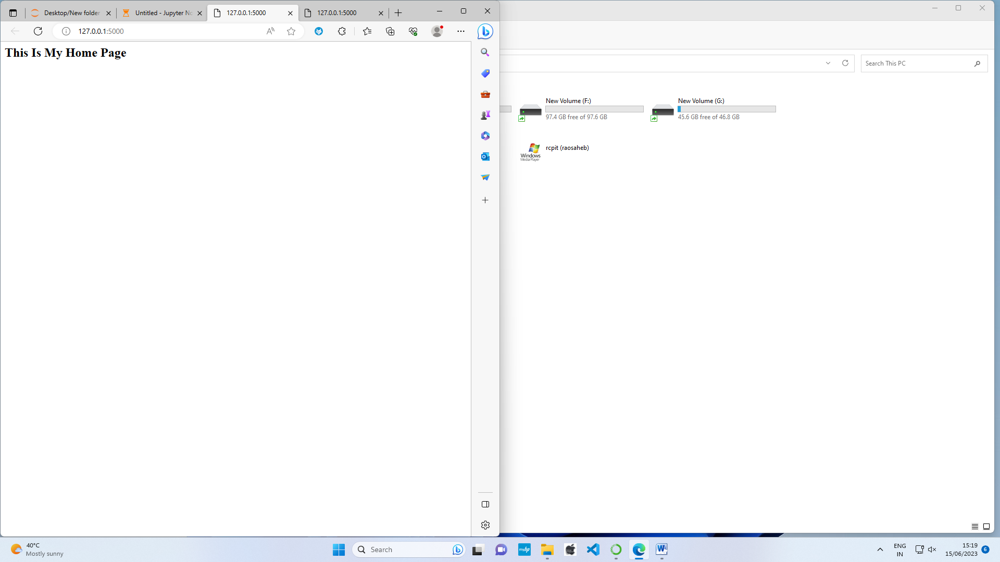 Desktop/New folder
Untitled - Jupyter No
127.0.0.1:5000
127.0.0.1:5000
127.0.0.1:5000
This Is My Home Page
Search This PC
New Volume (F:)
97.4 GB free of 97.6 GB
New Volume (G:)
45.6 GB free of 46.8 GB
Windows
Media Player
rcpit (raosaheb)
40°C
Mostly sunny
Search
myhp
ENG
IN
15:19
15/06/2023
6